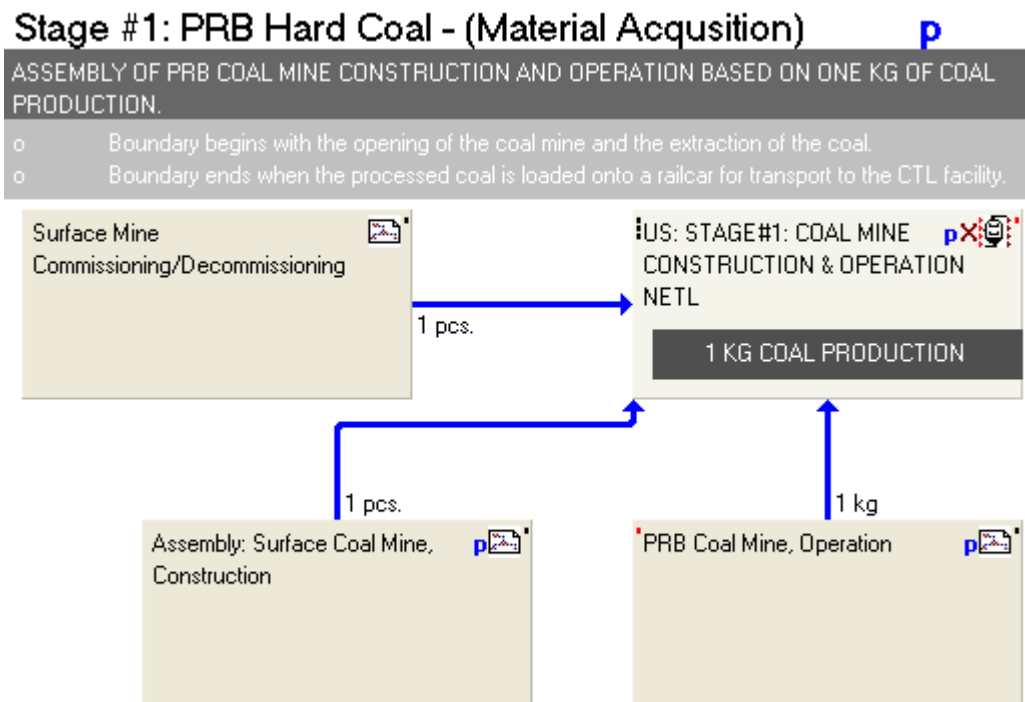 Stage #1: PRB Hard Coal - (Material Acqusition) p
ASSEMBLY OF PRB COAL MINE CONSTRUCTION AND OPERATION BASED ON ONE KG OF COAL
PRODUCTION.
o Boundary begins with the opening of the coal mine and the extraction of the coal.
o Boundary ends when the processed coal is loaded onto a railcar for transport to the CTL facility.
Surface Mine
Commissioning/Decommissioning
1 pcs.
US: STAGE#1: COAL MINE pX
CONSTRUCTION & OPERATION
NETL
1 KG COAL PRODUCTION
1 pcs.
1 kg
Assembly: Surface Coal Mine, p
Construction
PRB Coal Mine, Operation p